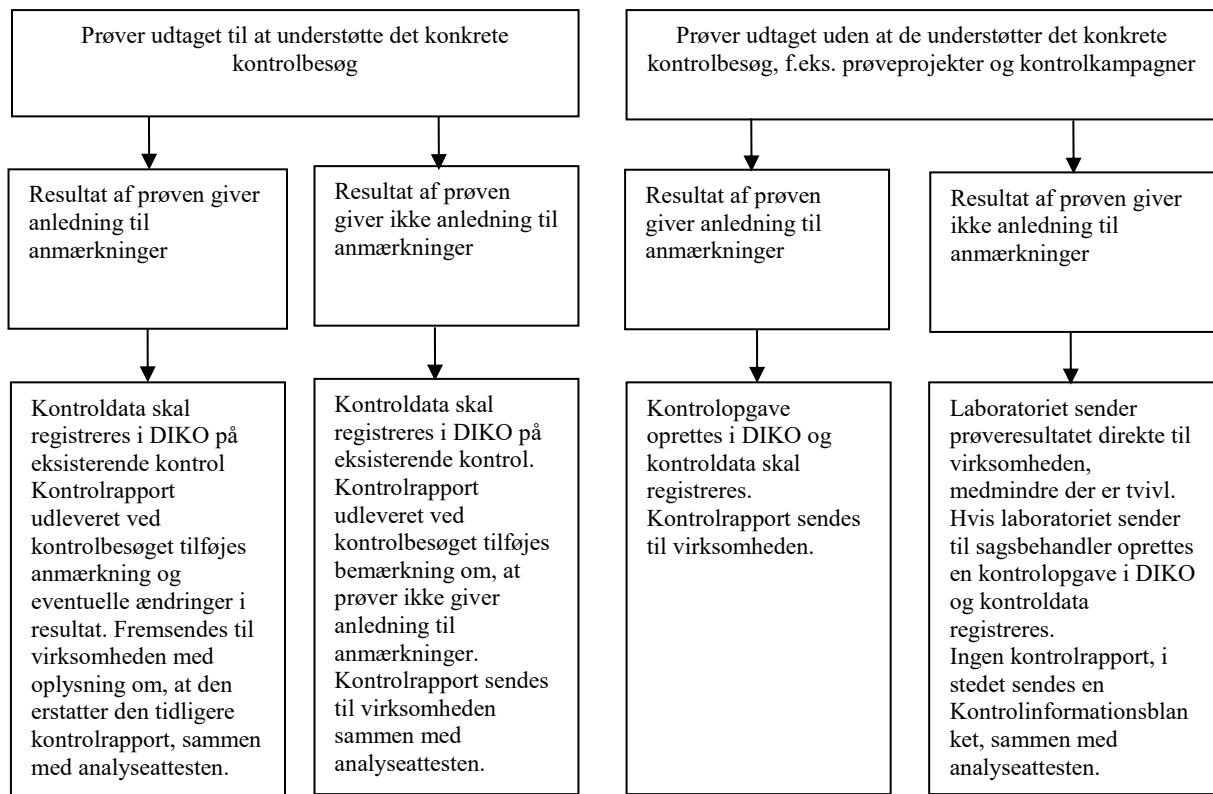 Prøver udtaget til at understøtte det konkrete
kontrolbesøg
Prøver udtaget uden at de understøtter det konkrete
kontrolbesøg, f.eks. prøveprojekter og kontrolkampagner
Resultat af prøven giver
anledning til
anmærkninger
Resultat af prøven
giver ikke anledning til
anmærkninger
Resultat af prøven
giver anledning til
anmærkninger
Resultat af prøven giver
ikke anledning til
anmærkninger
Kontroldata skal
registreres i DIKO på
eksisterende kontrol
Kontrolrapport
udleveret ved
kontrolbesøget tilføjes
anmærkning og
eventuelle ændringer i
resultat. Fremsendes til
virksomheden med
oplysning om, at den
erstatter den tidligere
kontrolrapport, sammen
med analyseattesten.
Kontroldata skal
registreres i DIKO på
eksisterende kontrol.
Kontrolrapport
udleveret ved
kontrolbesøget tilføjes
bemærkning om, at
prøver ikke giver
anledning til
anmærkninger.
Kontrolrapport sendes
til virksomheden
sammen med
analyseattesten.
Kontrolopgave
oprettes i DIKO og
kontroldata skal
registreres.
Kontrolrapport sendes
til virksomheden.
Laboratoriet sender
prøveresultatet direkte til
virksomheden,
medmindre der er tvivl.
Hvis laboratoriet sender
til sagsbehandler oprettes
en kontrolopgave i DIKO
og kontroldata
registreres.
Ingen kontrolrapport, i
stedet sendes en
Kontrolinformationsblan
ket, sammen med
analyseattesten.